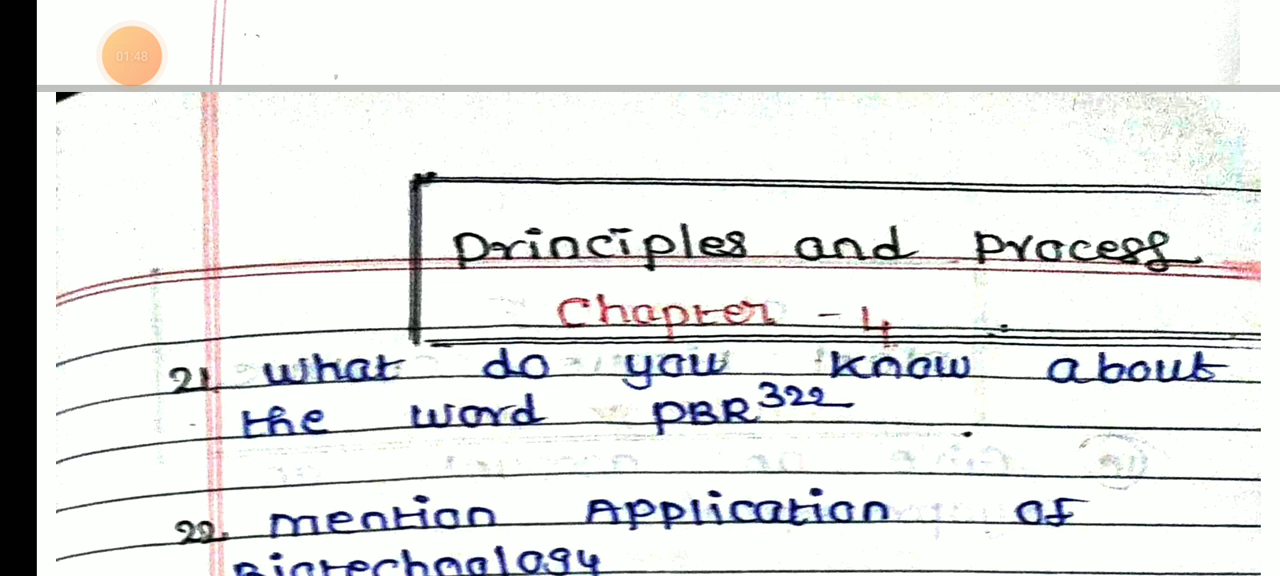 01:48
Principles and Process
Chapter - 4
21 what do you know about
the word PBR322
22. mention Application of
Biotechnology